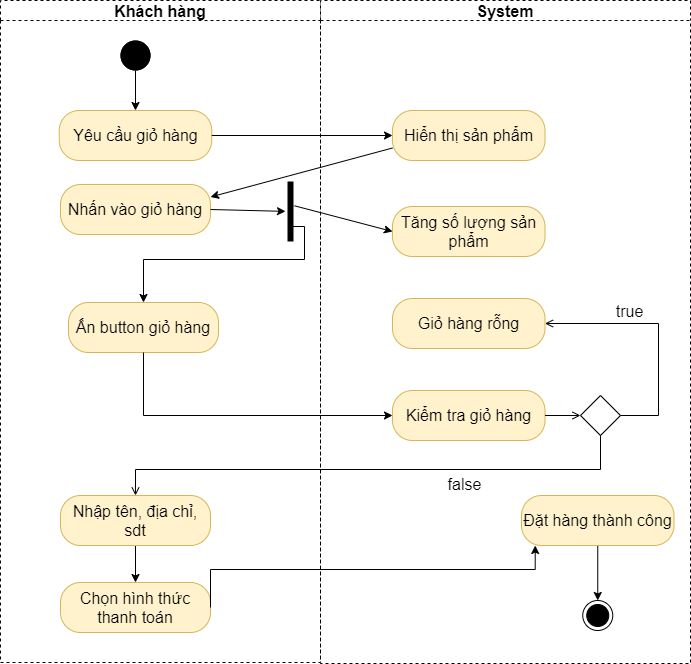 Khách hàng
System
Yêu cầu giỏ hàng
Hiển thị sản phẩm
Nhấn vào giỏ hàng
Tăng số lượng sản
phẩm
Ấn button giỏ hàng
Giỏ hàng rỗng
true
Kiểm tra giỏ hàng
false
Nhập tên, địa chỉ,
sdt
Đặt hàng thành công
Chọn hình thức
thanh toán